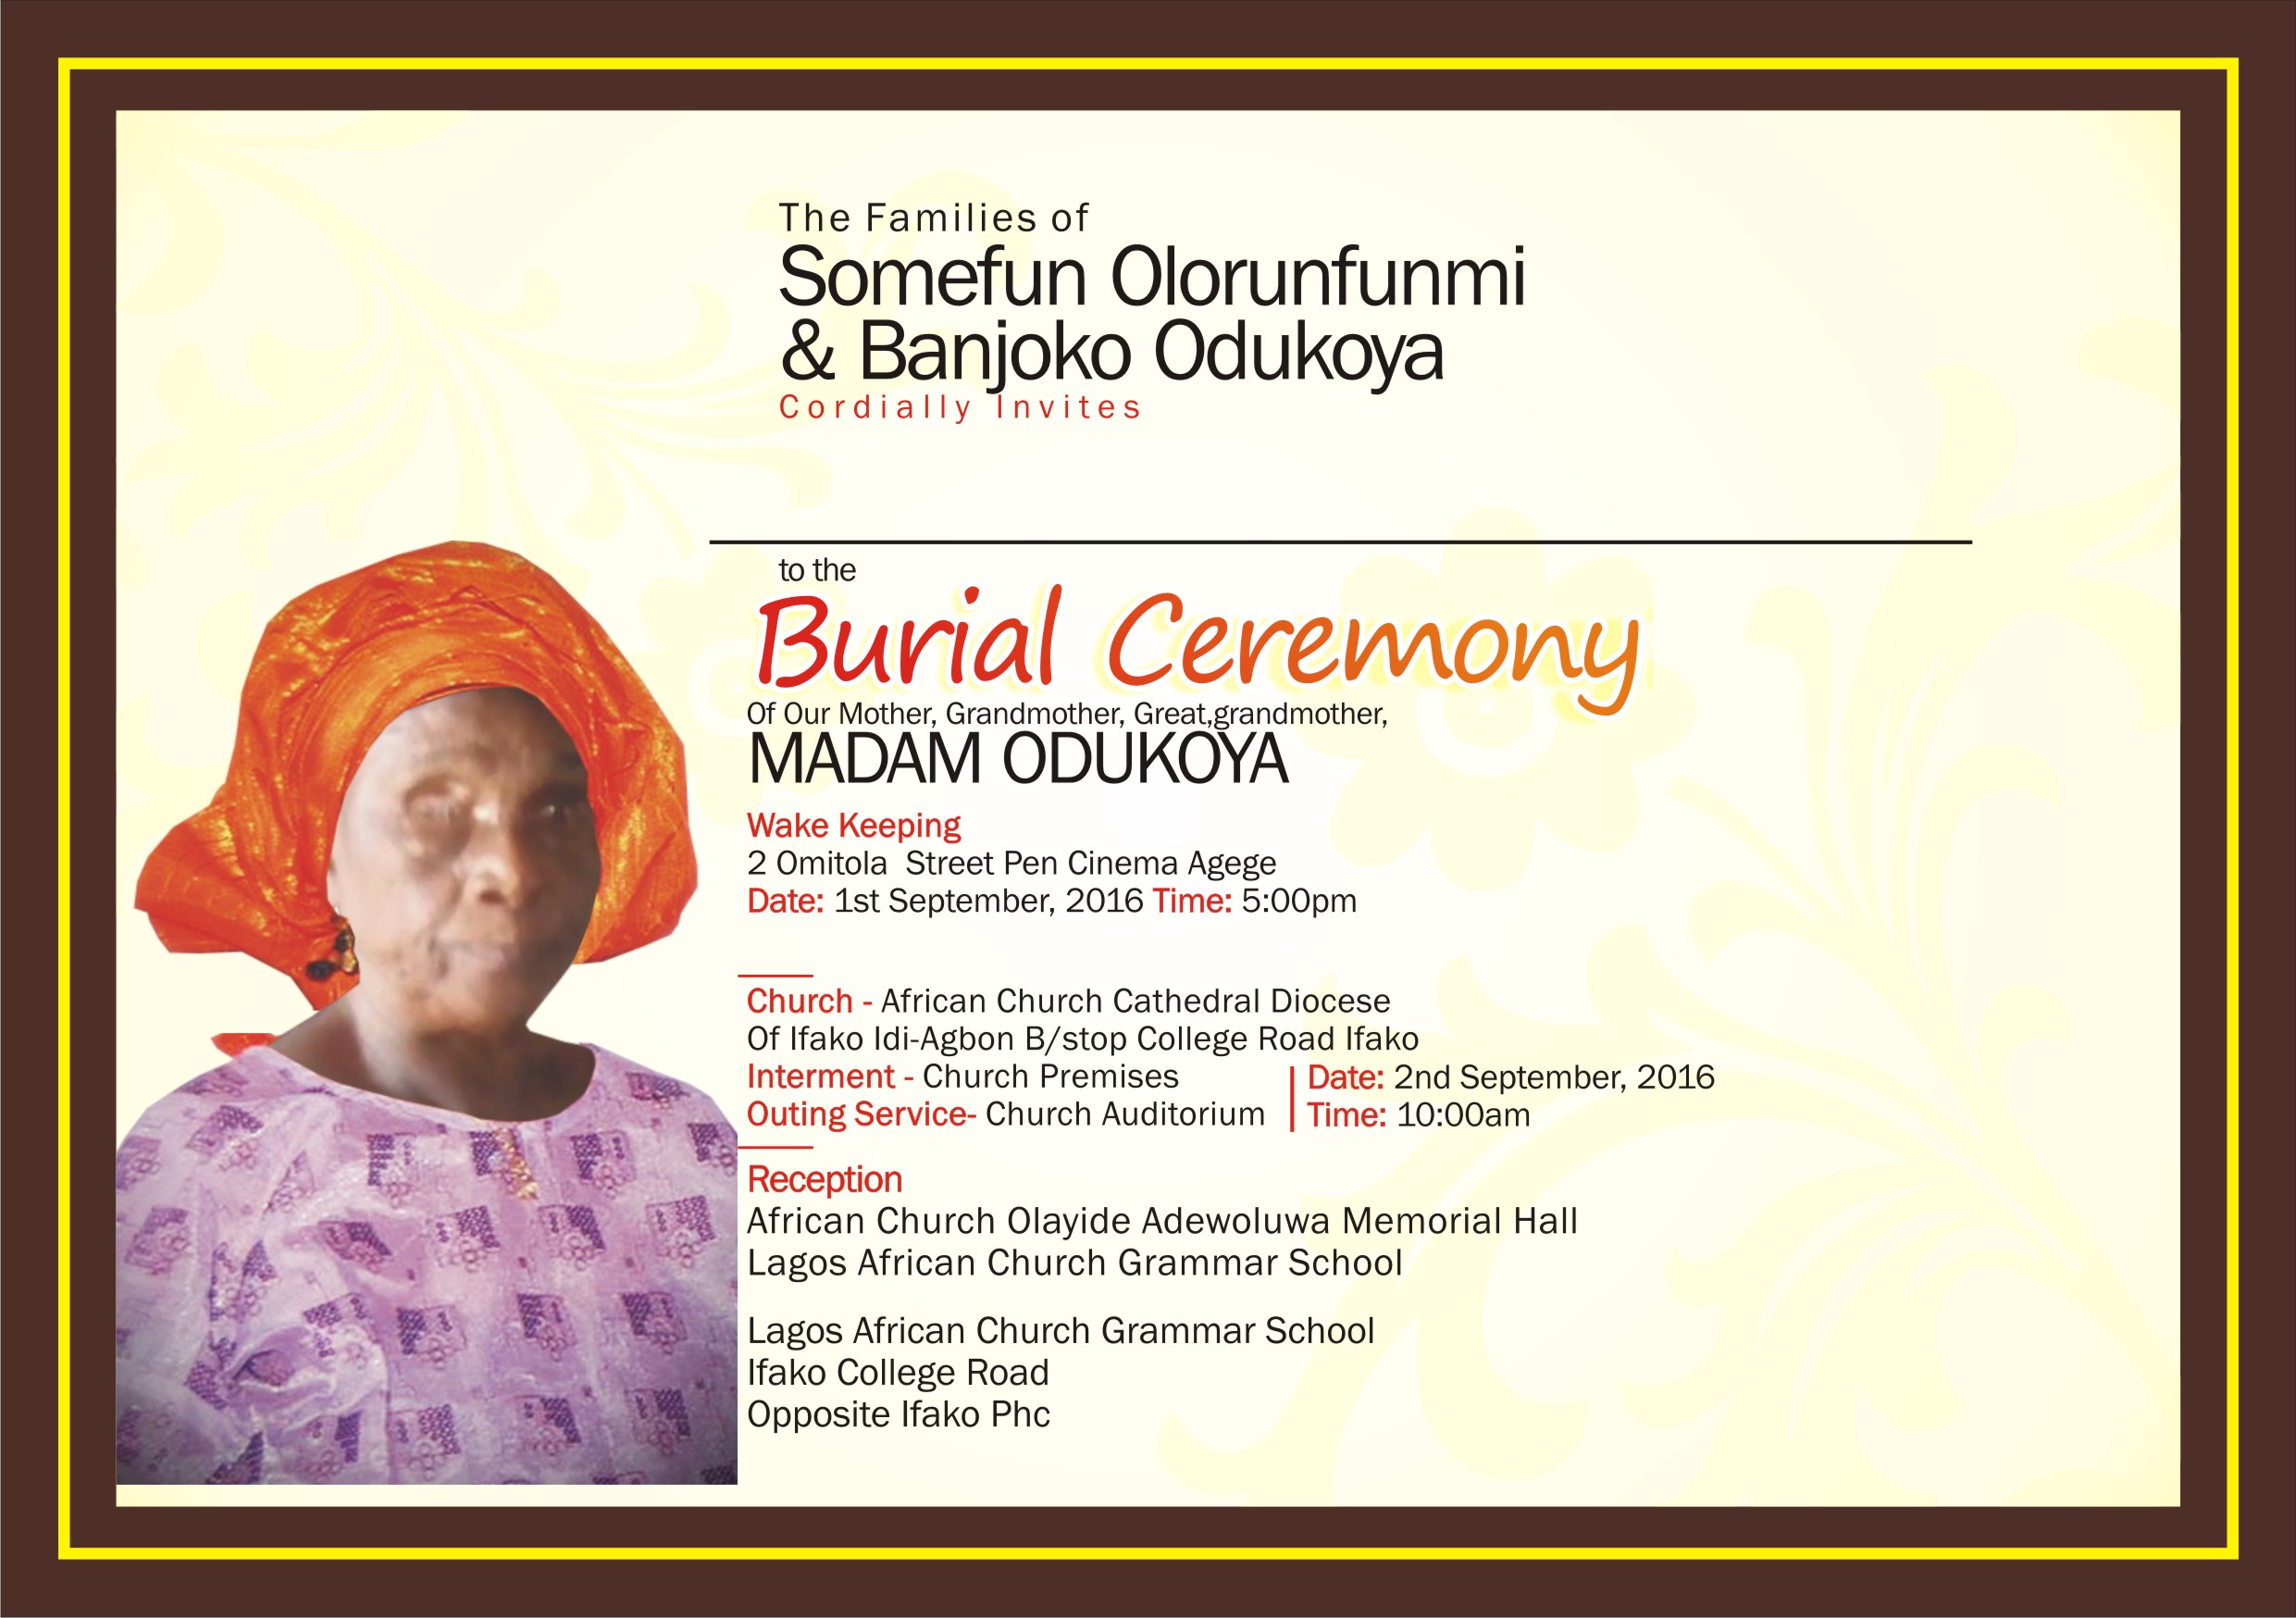 The Families of
Somefun Olorunfunmi
& Banjoko Odukoya
Cordially Invites
to the
Burial Ceremony
Of Our Mother, Grandmother, Great,grandmother,
MADAM ODUKOYA
Wake Keeping
2 Omitola Street Pen Cinema Agege
Date: 1st September, 2016 Time: 5:00pm
Church - African Church Cathedral Diocese
Of Ifako Idi-Agbon B/stop College Road Ifako
Interment - Church Premises
Outing Service- Church Auditorium
Date: 2nd September, 2016
Time: 10:00am
Reception
African Church Olayide Adewoluwa Memorial Hall
Lagos African Church Grammar School
Lagos African Church Grammar School
Ifako College Road
Opposite Ifako Phc